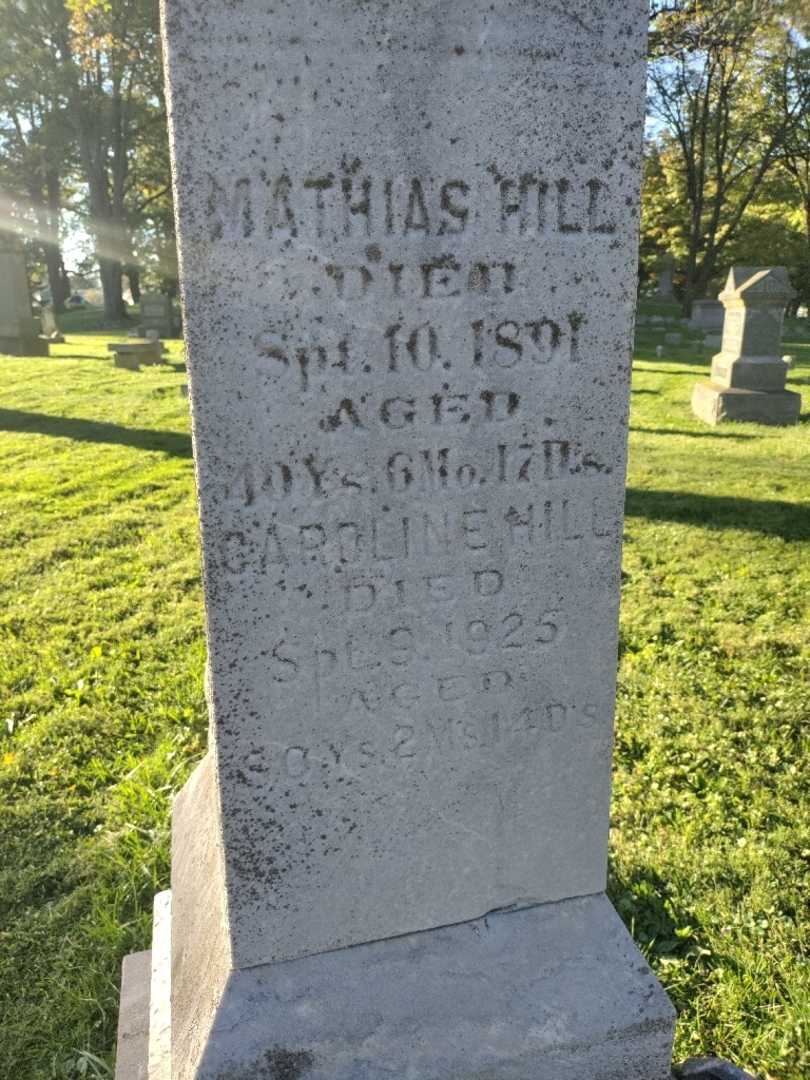 MATHIAS HILL
DIED
Spt. 10. 1891
AGED
40 Ys. 6 Mo. 17 Ds.
CAROLINE HILL
DIED
Spt. 9. 1925
AGED
Ys. 2 Ms. 14 Ds